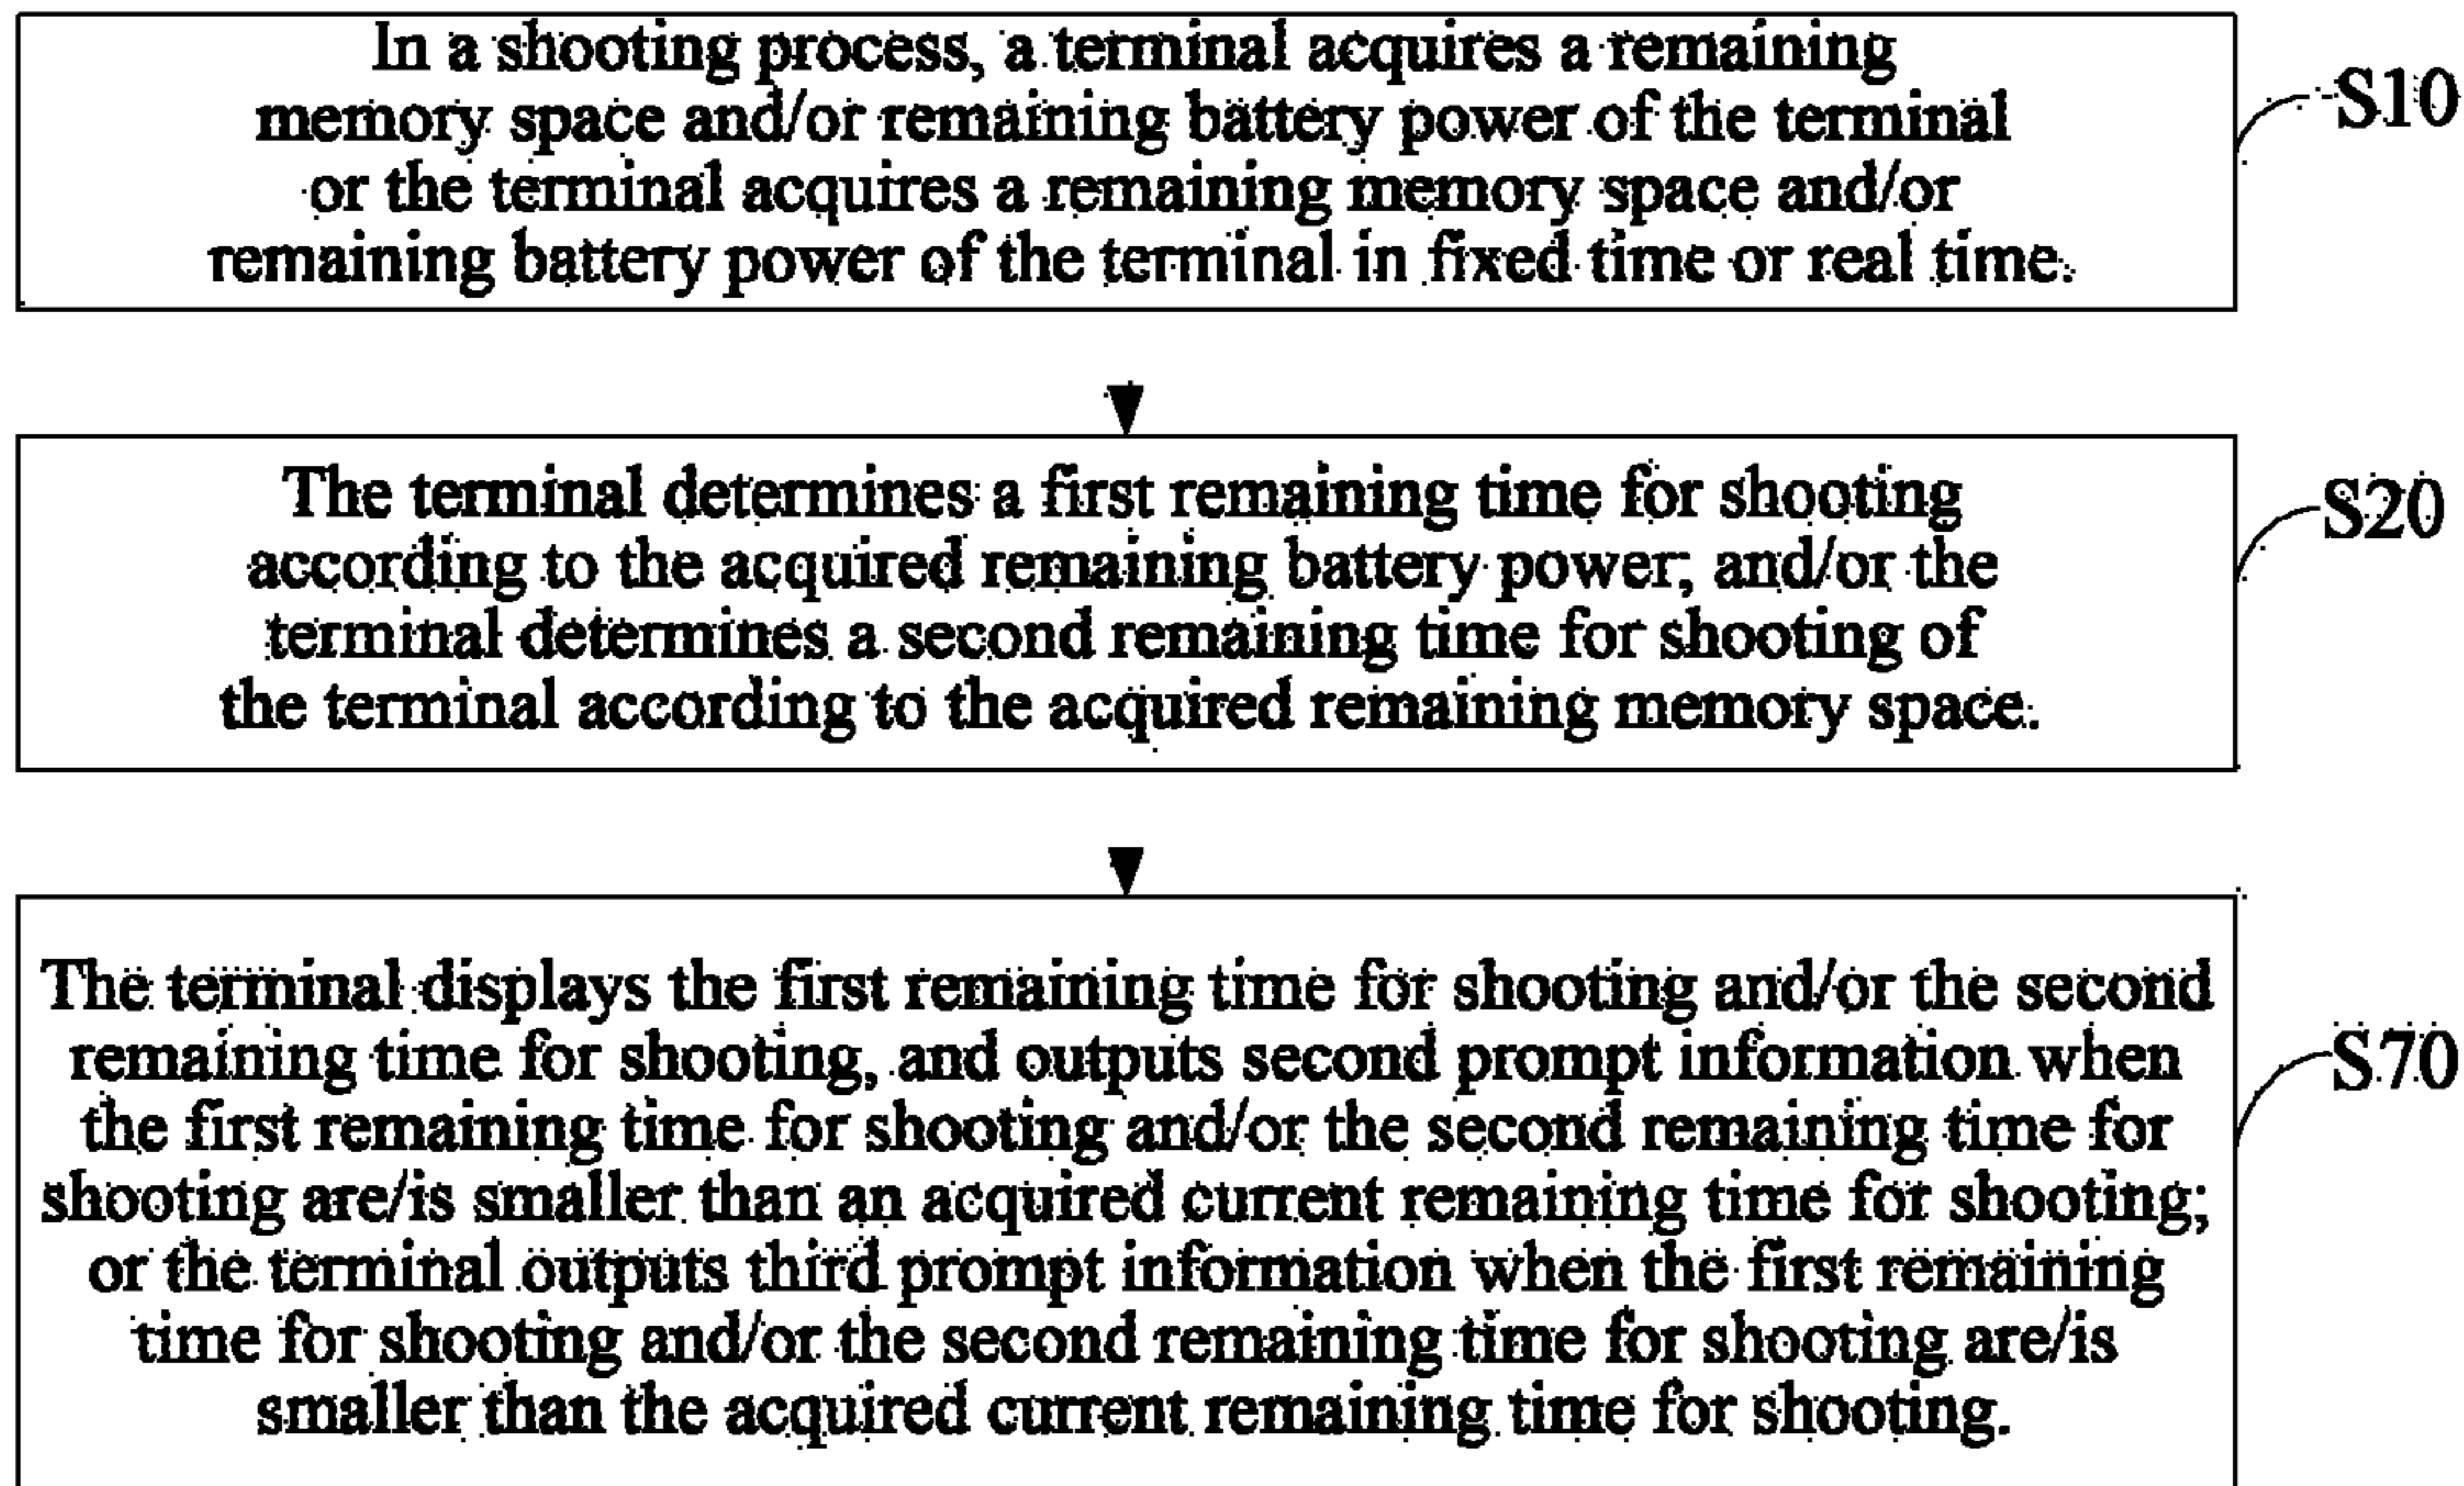 In a shooting process, a terminal acquires a remaining
memory space and/or remaining battery power of the terminal
or the terminal acquires a remaining memory space and/or
remaining battery power of the terminal in fixed time or real time.
S10
The terminal determines a first remaining time for shooting
according to the acquired remaining battery power, and/or the
terminal determines a second remaining time for shooting of
the terminal according to the acquired remaining memory space.
S20
The terminal displays the first remaining time for shooting and/or the second
remaining time for shooting, and outputs second prompt information when
the first remaining time for shooting and/or the second remaining time for
shooting are/is smaller than an acquired current remaining time for shooting;
or the terminal outputs third prompt information when the first remaining
time for shooting and/or the second remaining time for shooting are/is
smaller than the acquired current remaining time for shooting.
S70